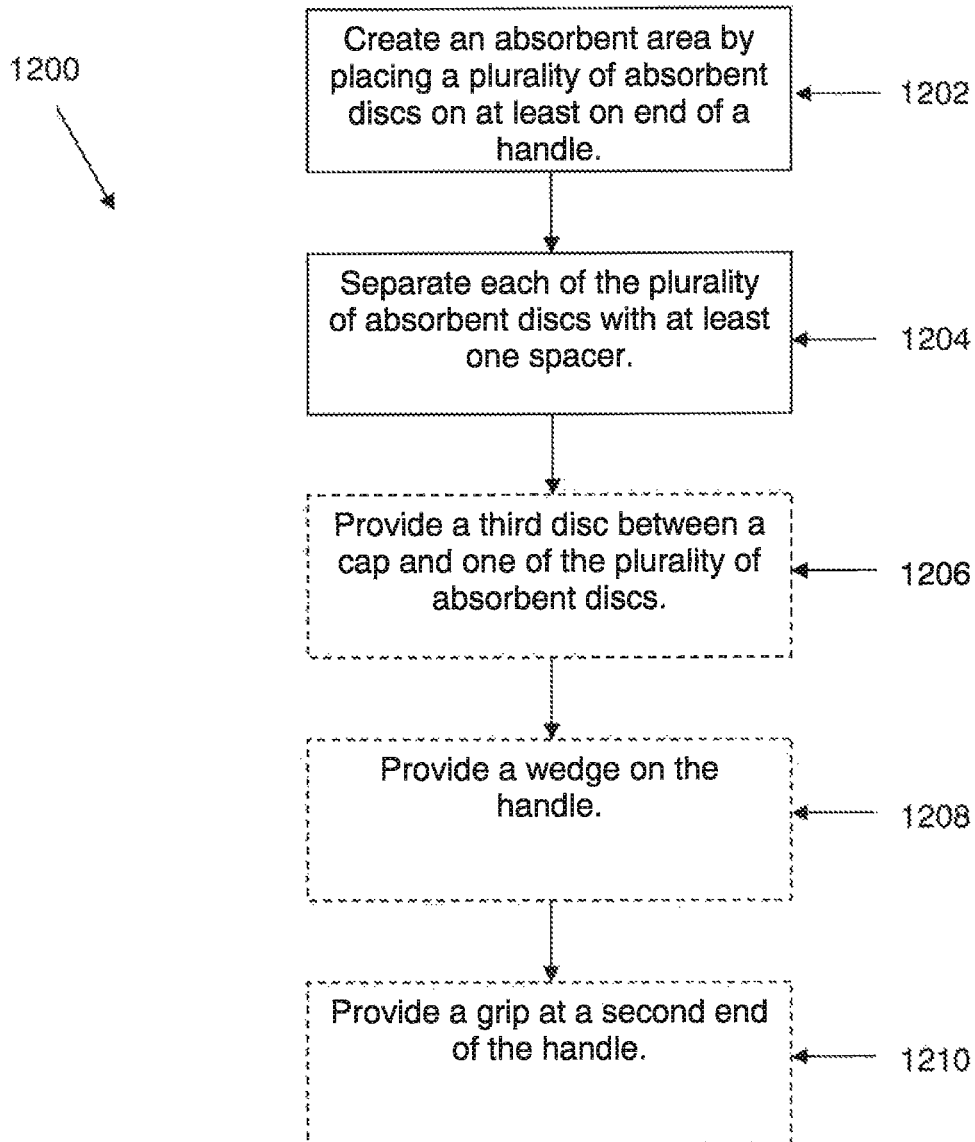 1200
Create an absorbent area by
placing a plurality of absorbent
discs on at least on end of a
handle.
1202
Separate each of the plurality
of absorbent discs with at least
one spacer.
1204
Provide a third disc between a
cap and one of the plurality of
absorbent discs.
1206
Provide a wedge on the
handle.
1208
Provide a grip at a second end
of the handle.
1210